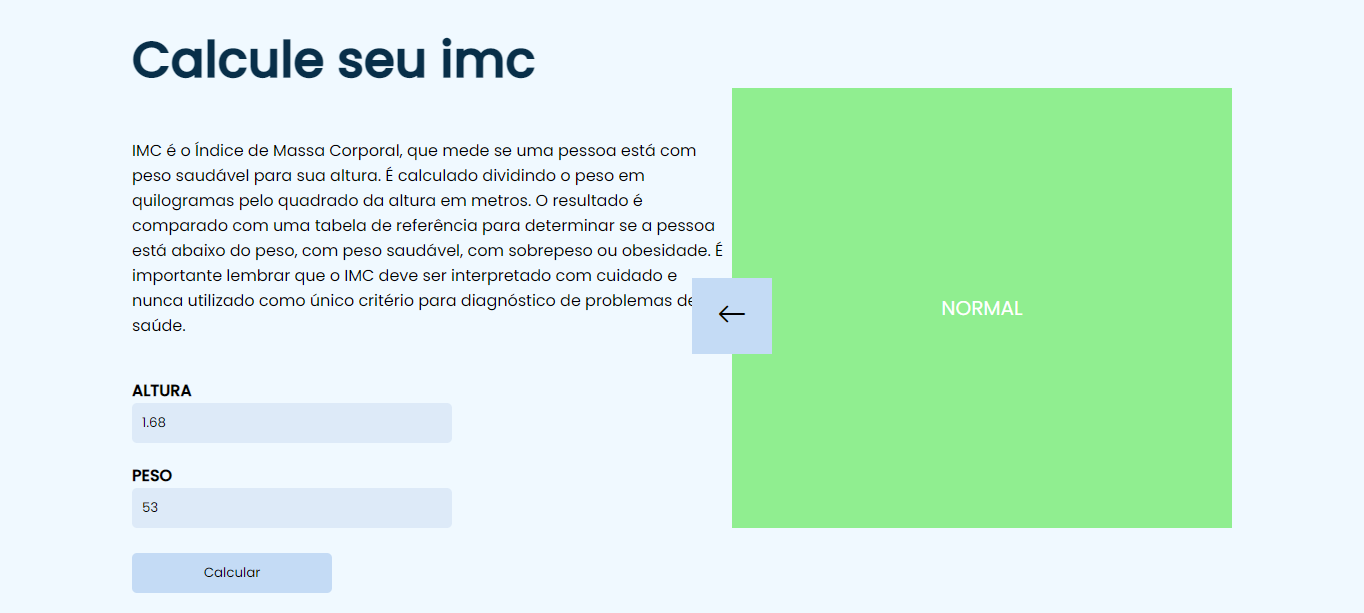 Calcule seu imc
IMC é o Índice de Massa Corporal, que mede se uma pessoa está com
peso saudável para sua altura. É calculado dividindo o peso em
quilogramas pelo quadrado da altura em metros. O resultado é
comparado com uma tabela de referência para determinar se a pessoa
está abaixo do peso, com peso saudável, com sobrepeso ou obesidade. É
importante lembrar que o IMC deve ser interpretado com cuidado e
nunca utilizado como único critério para diagnóstico de problemas de
saúde.
ALTURA
1.68
PESO
53
Calcular
NORMAL